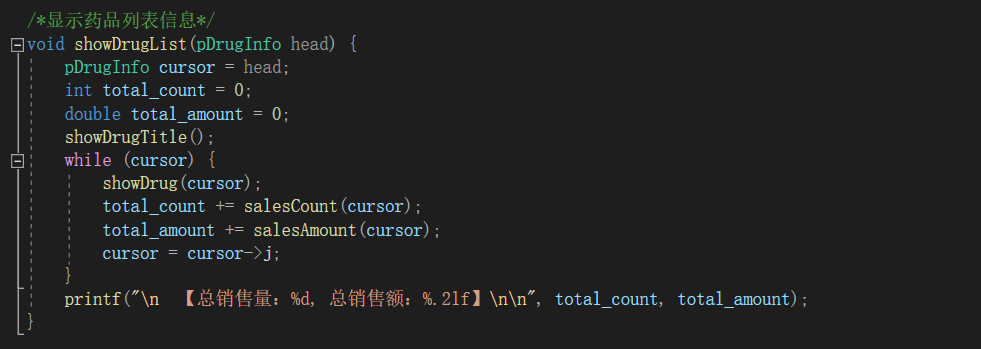 /*显示药品列表信息*/
void showDrugList(pDrugInfo head) {
    pDrugInfo cursor = head;
    int total_count = 0;
    double total_amount = 0;
    showDrugTitle();
    while (cursor) {
        showDrug(cursor);
        total_count += salesCount(cursor);
        total_amount += salesAmount(cursor);
        cursor = cursor->j;
    }
    printf("\n  【总销售量：%d, 总销售额：%.2lf】\n\n", total_count, total_amount);
}